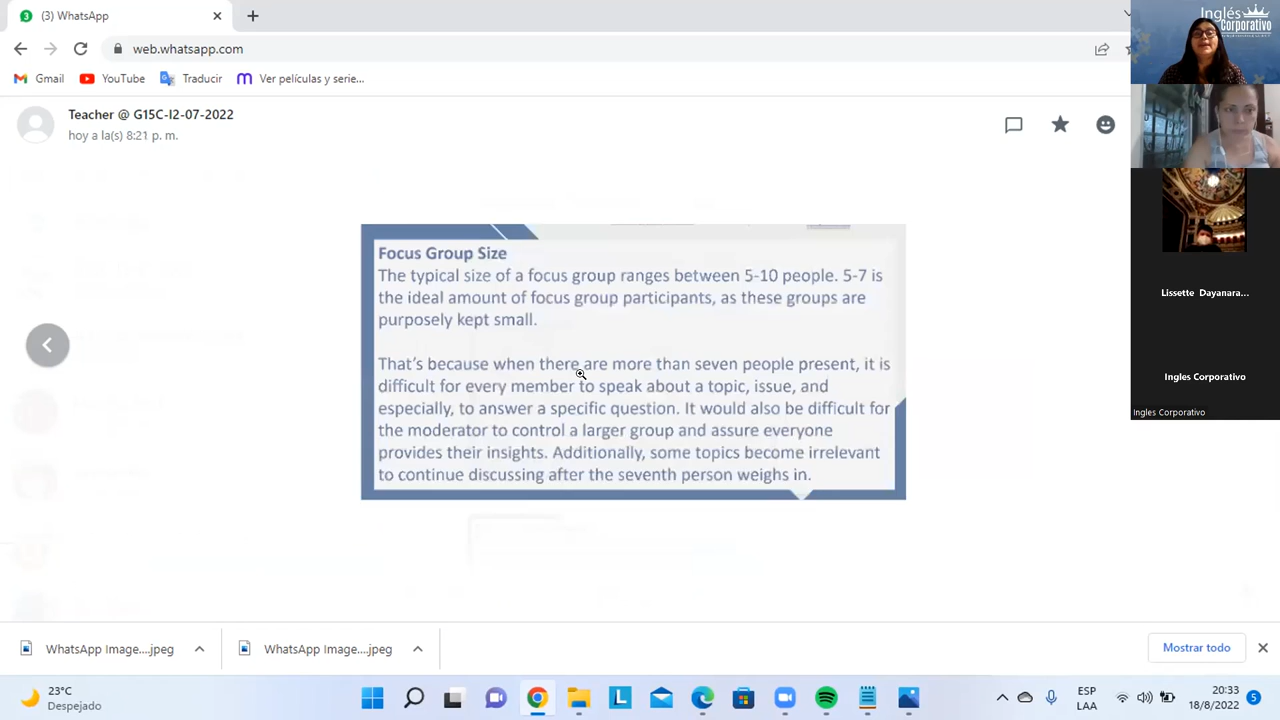 (3) WhatsApp
web.whatsapp.com
Gmail
YouTube
Traducir
Ver películas y serie...
Teacher @ G15C-I2-07-2022
hoy a la(s) 8:21 p. m.
Focus Group Size
The typical size of a focus group ranges between 5-10 people. 5-7 is
the ideal amount of focus group participants, as these groups are
purposely kept small.
That's because when there are more than seven people present, it is
difficult for every member to speak about a topic, issue, and
especially, to answer a specific question. It would also be difficult for
the moderator to control a larger group and assure everyone
provides their insights. Additionally, some topics become irrelevant
to continue discussing after the seventh person weighs in.
Inglés
Corporativo
Lissette Dayanara...
Ingles Corporativo
Ingles Corporativo
WhatsApp Image....jpeg
WhatsApp Image....jpeg
Mostrar todo
23°C
Despejado
ESP
LAA
20:33
18/8/2022
5